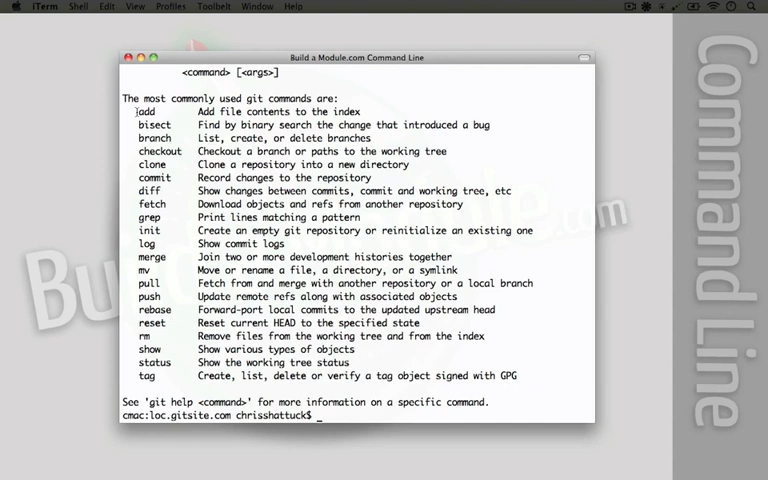 iTerm Shell Edit View Profiles Toolbelt Window Help
Build a Module.com Command Line
<command> [<args>]
The most commonly used git commands are:
add Add file contents to the index
bisect Find by binary search the change that introduced a bug
branch List, create, or delete branches
checkout Checkout a branch or paths to the working tree
clone Clone a repository into a new directory
commit Record changes to the repository
diff Show changes between commits, commit and working tree, etc
fetch Download objects and refs from another repository
grep Print lines matching a pattern
init Create an empty git repository or reinitialize an existing one
log Show commit logs
merge Join two or more development histories together
mv Move or rename a file, a directory, or a symlink
pull Fetch from and merge with another repository or a local branch
push Update remote refs along with associated objects
rebase Forward-port local commits to the updated upstream head
reset Reset current HEAD to the specified state
rm Remove files from the working tree and from the index
show Show various types of objects
status Show the working tree status
tag Create, list, delete or verify a tag object signed with GPG
See 'git help <command>' for more information on a specific command.
cmac:loc.gitsite.com chrisshattuck$ _
Command Line